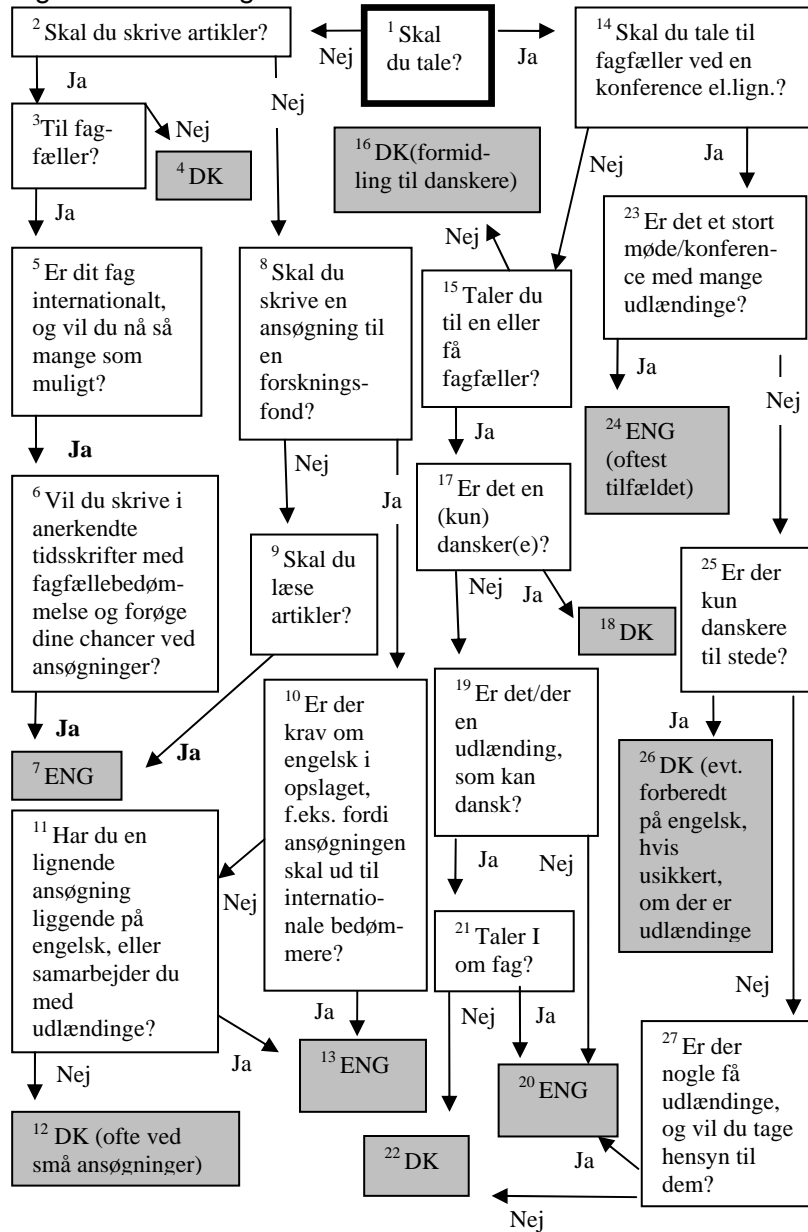 2 Skal du skrive artikler?
Nej
1 Skal
du tale?
Ja
14 Skal du tale til
fagfæller ved en
konference el.lign.?
Ja
Nej
3 Til fag-
fæller?
Nej
4 DK
16 DK(formid-
ling til danskere)
Nej
Ja
Ja
5 Er dit fag
internationalt,
og vil du nå så
mange som
muligt?
8 Skal du
skrive en
ansøgning til
en
forsknings-
fond?
Nej
15 Taler du
til en eller
få
fagfæller?
23 Er det et stort
møde/konferen-
ce med mange
udlændinge?
Ja
Nej
Ja
Nej
Ja
Ja
24 ENG
(oftest
tilfældet)
6 Vil du skrive i
anerkendte
tidsskrifter med
fagfællebedøm-
melse og forøge
dine chancer ved
ansøgninger?
9 Skal du
læse
artikler?
17 Er det en
(kun)
dansker(e)?
Nej
Ja
18 DK
25 Er der
kun
danskere
til stede?
Ja
Ja
7 ENG
10 Er der
krav om
engelsk i
opslaget,
f.eks. fordi
ansøgningen
skal ud til
internatio-
nale bedøm-
mere?
19 Er det/der
en
udlænding,
som kan
dansk?
Ja
26 DK (evt.
forberedt
på engelsk,
hvis
usikkert,
om der er
udlændinge
11 Har du en
lignende
ansøgning
liggende på
engelsk, eller
samarbejder du
med
udlændinge?
Nej
Ja
Nej
21 Taler I
om fag?
Nej
Ja
Nej
Ja
Nej
Ja
13 ENG
20 ENG
27 Er der
nogle få
udlændinge,
og vil du tage
hensyn til
dem?
12 DK (ofte ved
små ansøgninger)
22 DK
Ja
Nej